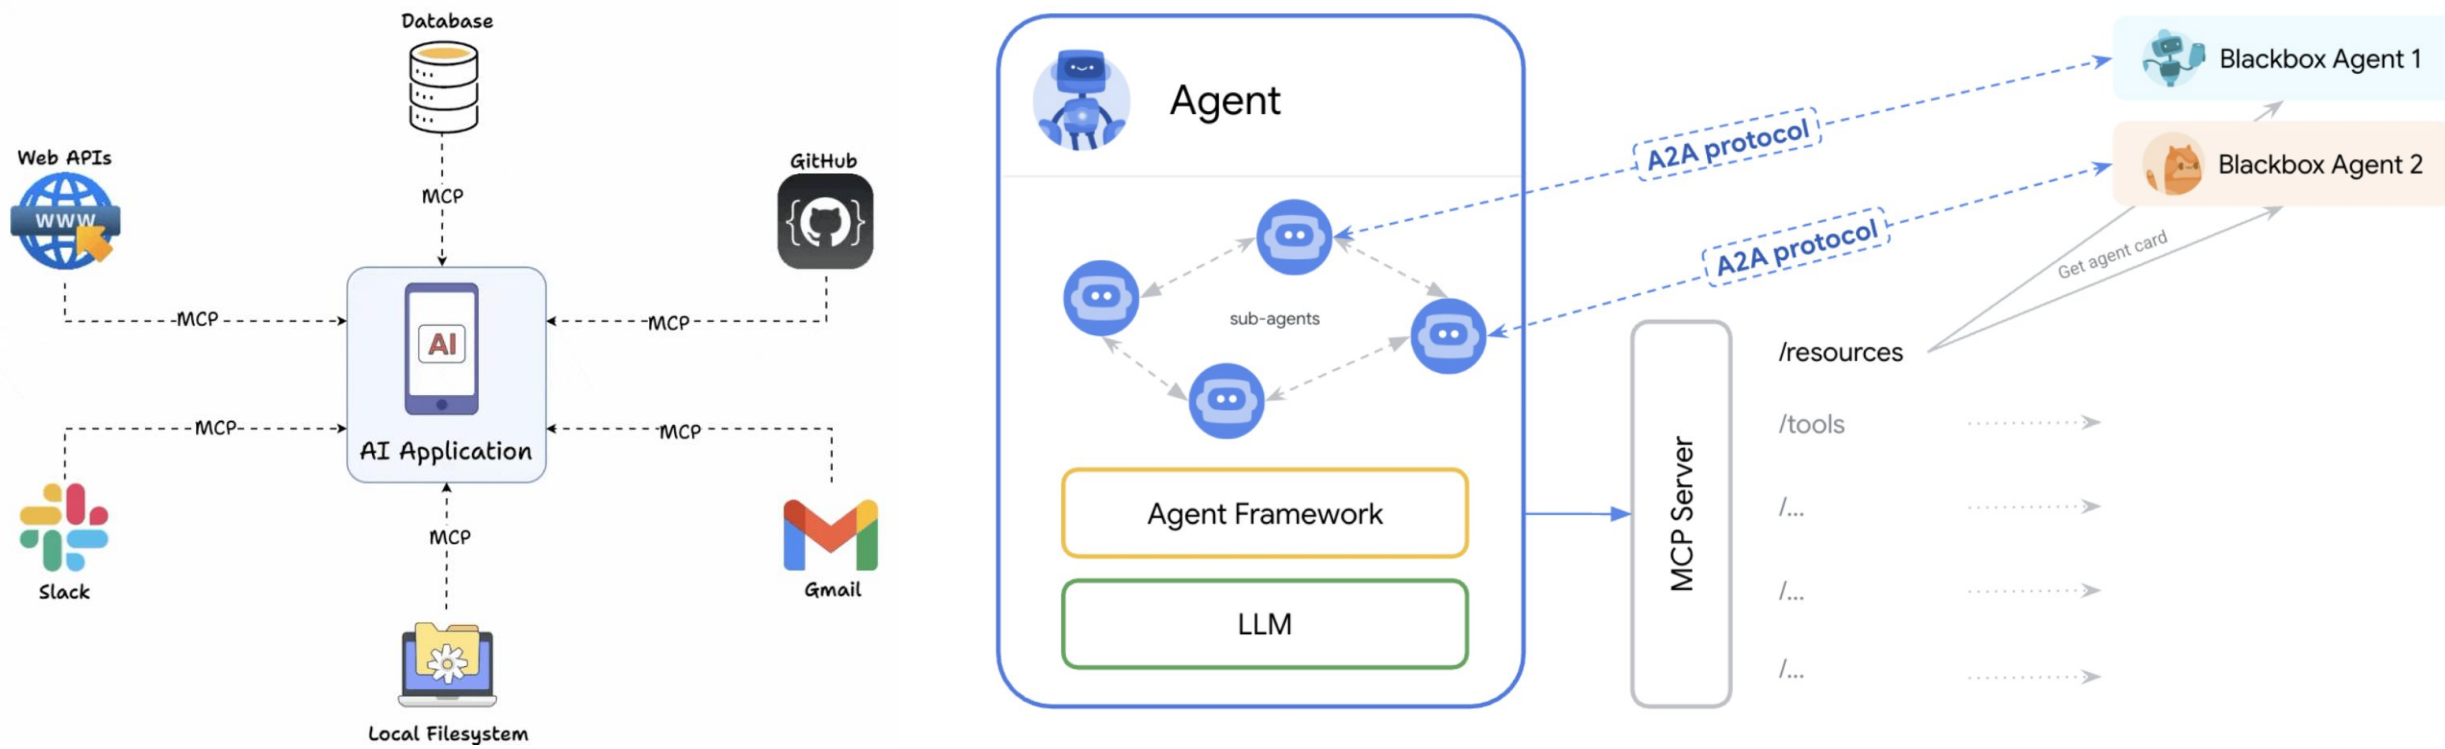 Database
Web APIs
WWW
GitHub
MCP
MCP
MCP
AI
AI Application
MCP
MCP
MCP
Slack
Gmail
Local Filesystem
Agent
sub-agents
Agent Framework
LLM
A2A protocol
A2A protocol
Blackbox Agent 1
Blackbox Agent 2
Get agent card
MCP Server
/resources
/tools
/...
/...
/...